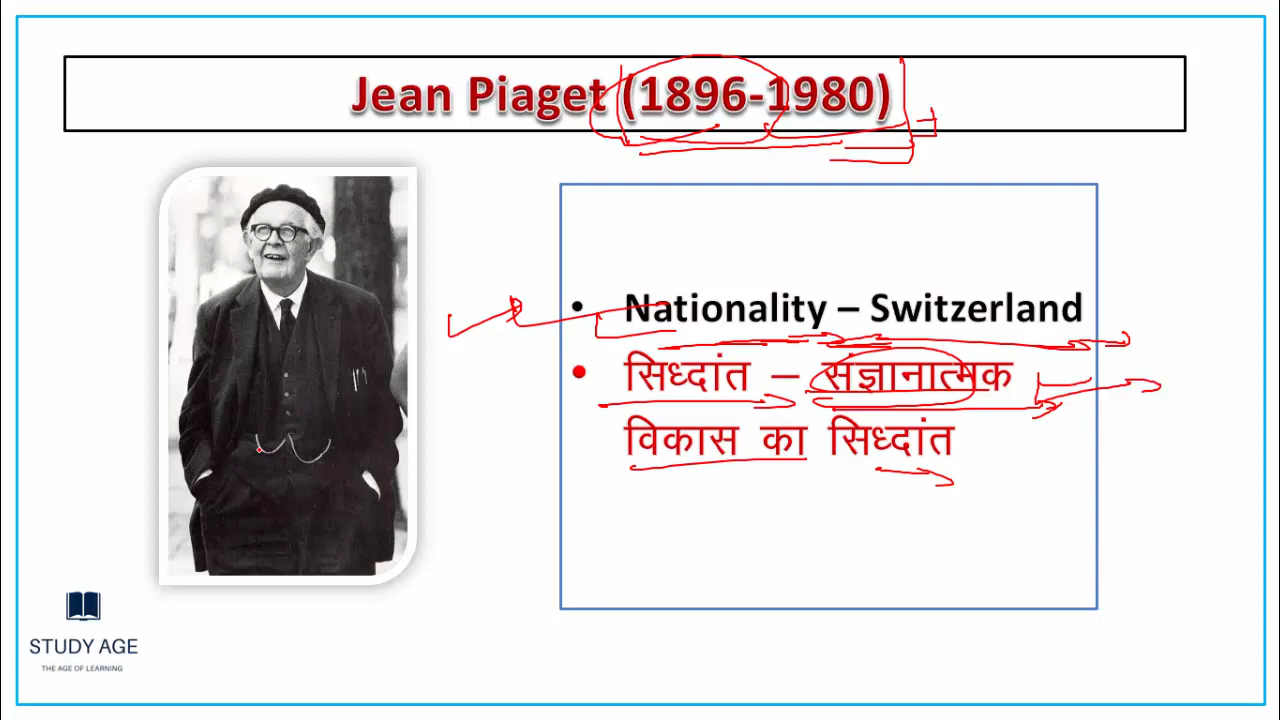 Jean Piaget (1896-1980)
• Nationality – Switzerland
• सिध्दांत – संज्ञानात्मक
विकास का सिध्दांत
STUDY AGE
THE AGE OF LEARNING